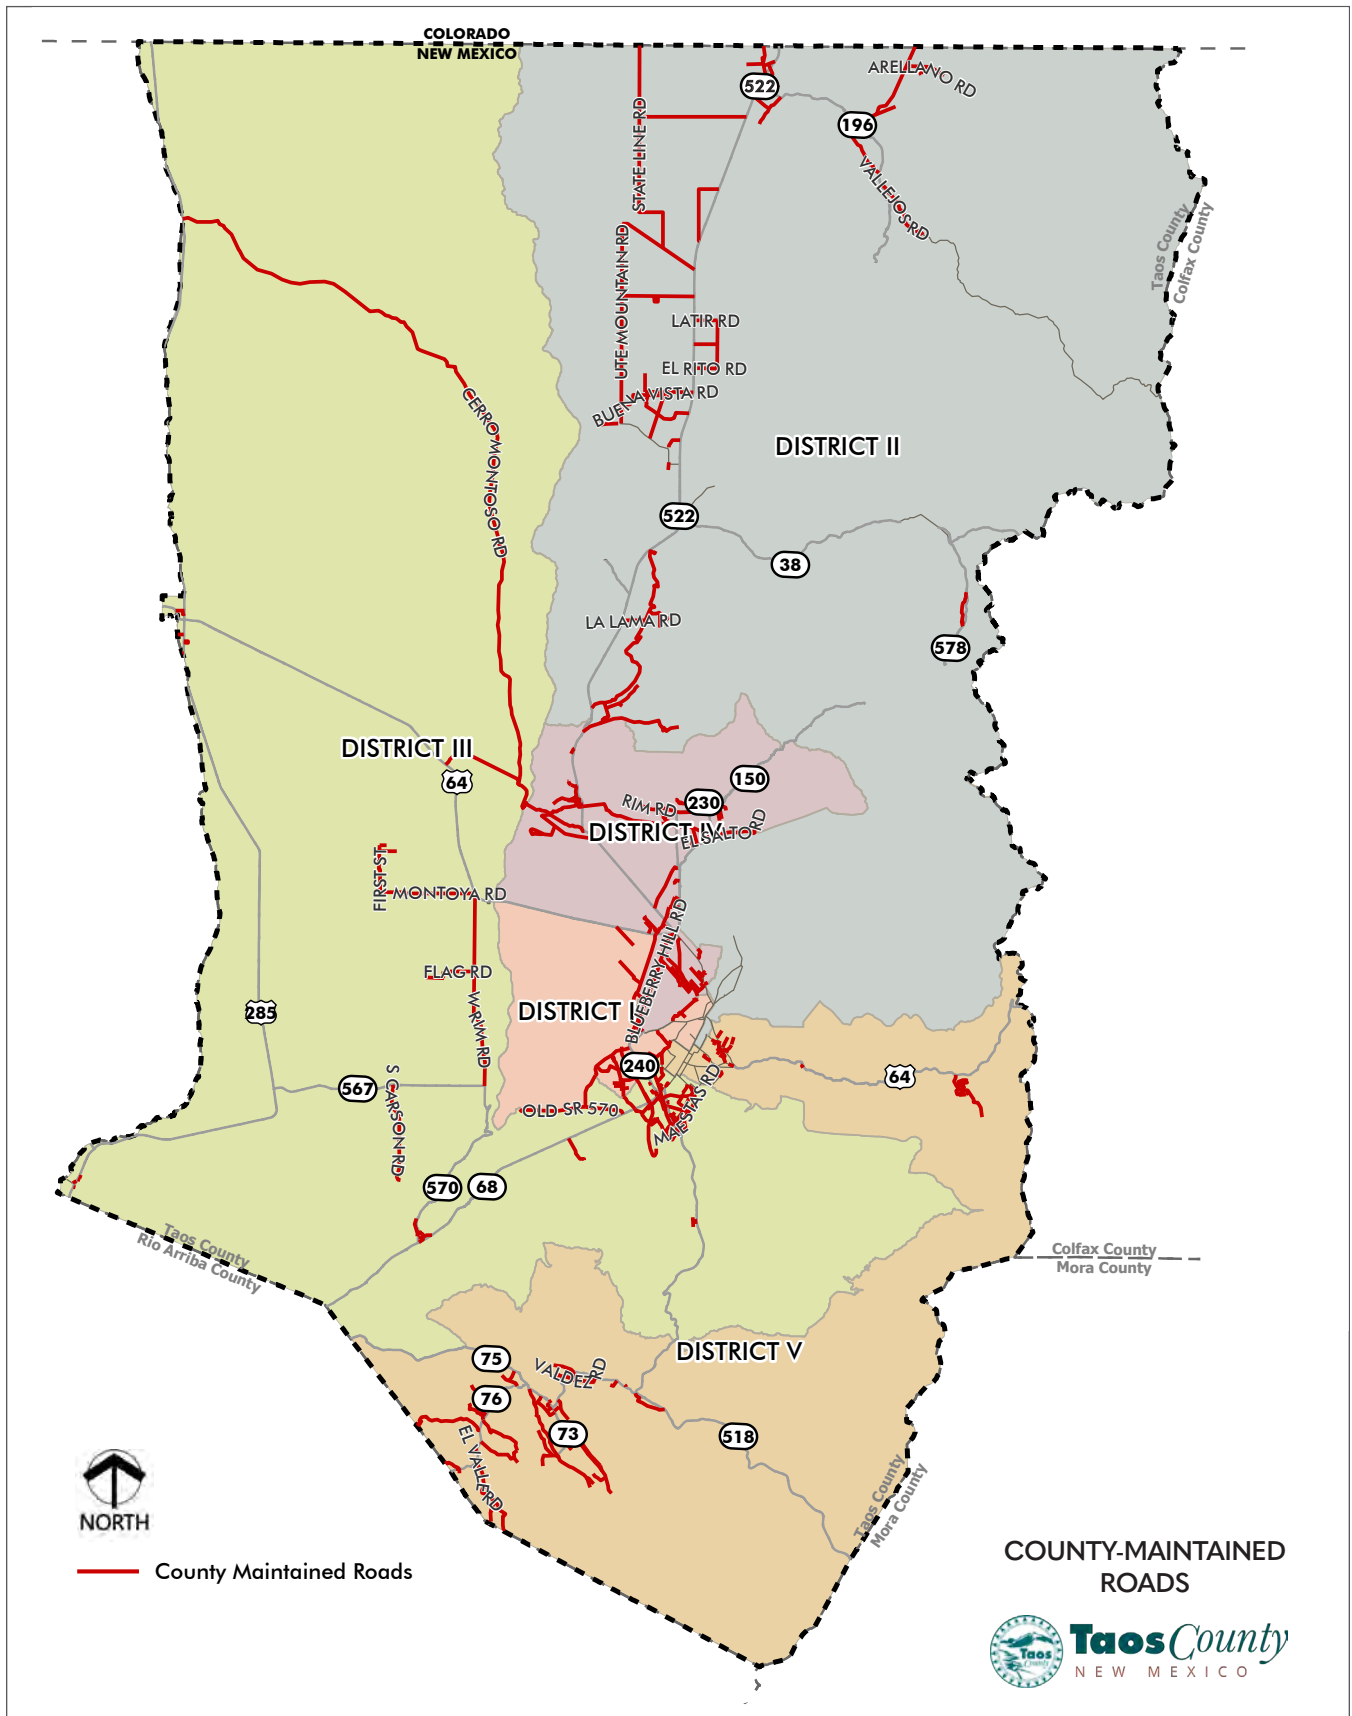 COLORADO
NEW MEXICO
ARELLANO RD
522
196
STATE LINE RD
VALLEJOS RD
Taos County
Colfax County
UTE MOUNTAIN RD
LATIR RD
EL RITO RD
BUENA VISTA RD
CERRO MONTOSO RD
DISTRICT II
522
38
LA LAMA RD
578
DISTRICT III
64
150
230
RIM RD
DISTRICT IV
EL SALTO RD
FIRST ST
MONTOYA RD
BLUEBERRY HILL RD
FLAG RD
285
W RIM RD
DISTRICT I
240
64
567
S CARSON RD
OLD SR 570
MAESTAS RD
570
68
Taos County
Rio Arriba County
Colfax County
Mora County
DISTRICT V
75
VALDEZ RD
76
73
518
EL VALLE RD
Taos County
Mora County
NORTH
County Maintained Roads
COUNTY-MAINTAINED
ROADS
Taos
County
Taos County
NEW MEXICO